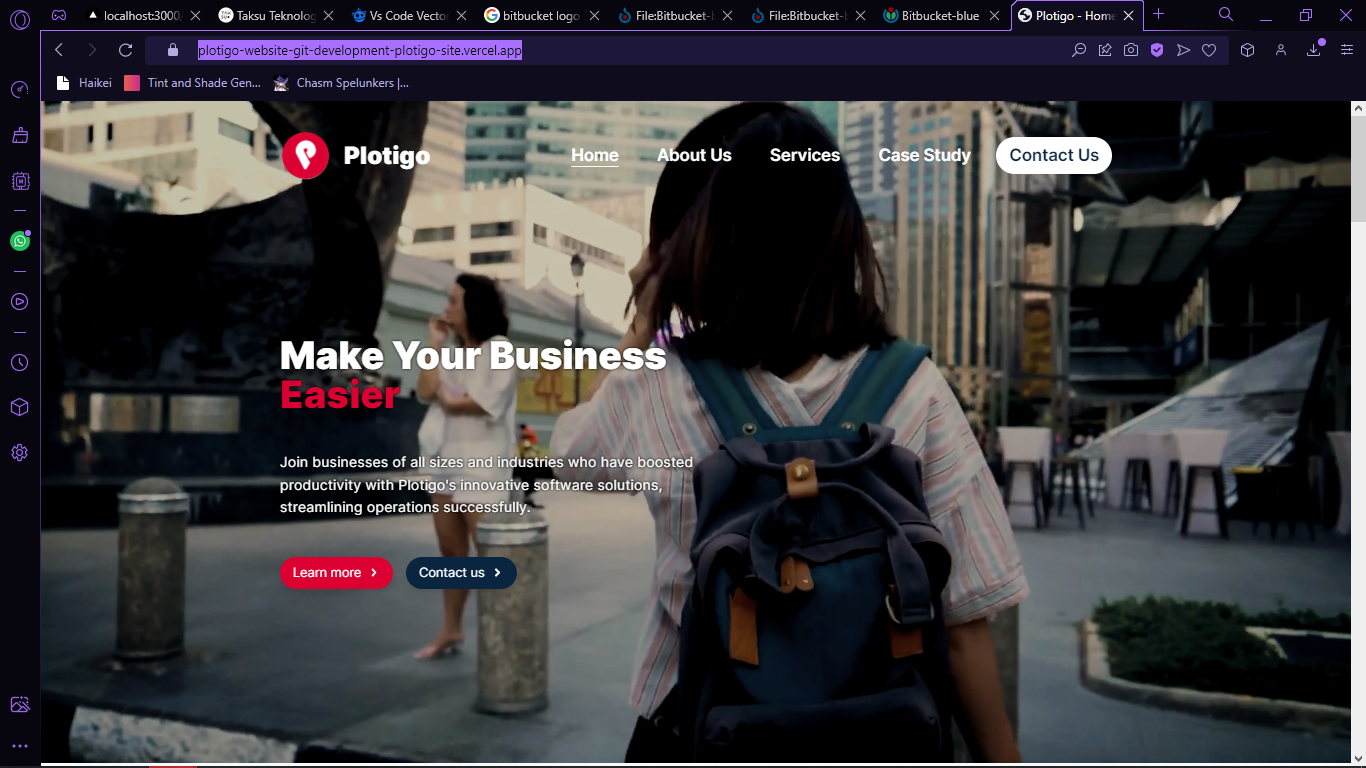 localhost:3000/
Taksu Teknolog
Vs Code Vector
bitbucket logo
File:Bitbucket-b
File:Bitbucket-b
Bitbucket-blue
Plotigo - Home
plotigo-website-git-development-plotigo-site.vercel.app
Haikei
Tint and Shade Gen...
Chasm Spelunkers |...
Plotigo
Home
About Us
Services
Case Study
Contact Us
Make Your Business
Easier
Join businesses of all sizes and industries who have boosted
productivity with Plotigo's innovative software solutions,
streamlining operations successfully.
Learn more
Contact us